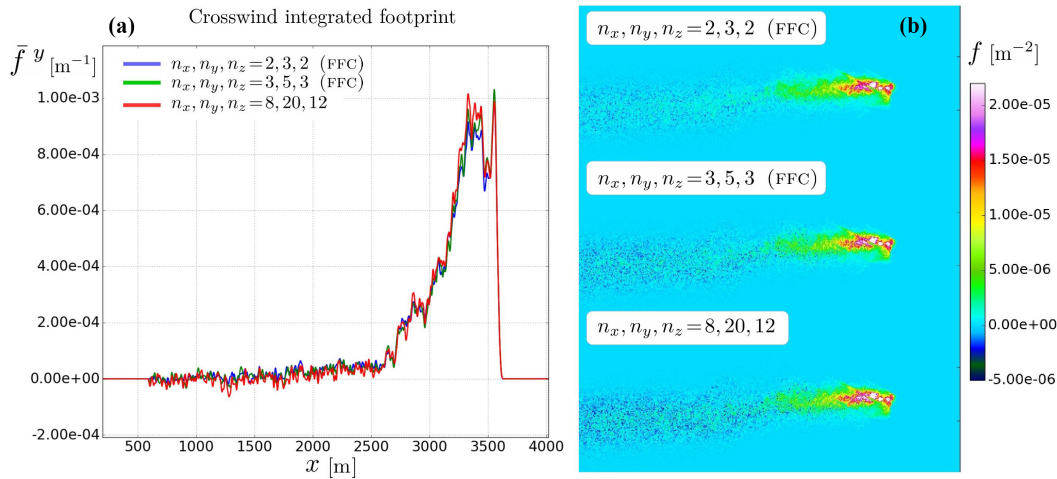 Crosswind integrated footprint
(a)
f̄ y [m−1]
nx, ny, nz=2,3,2 (FFC)
nx, ny, nz=3,5,3 (FFC)
nx, ny, nz=8,20,12
1.00e−03
8.00e−04
6.00e−04
4.00e−04
2.00e−04
0.00e+00
−2.00e−04
500 1000 1500 2000 2500 3000 3500 4000
x [m]
(b)
nx, ny, nz=2,3,2 (FFC)
nx, ny, nz=3,5,3 (FFC)
nx, ny, nz=8,20,12
f [m−2]
2.00e-05
1.50e-05
1.00e-05
5.00e-06
0.00e+00
-5.00e-06